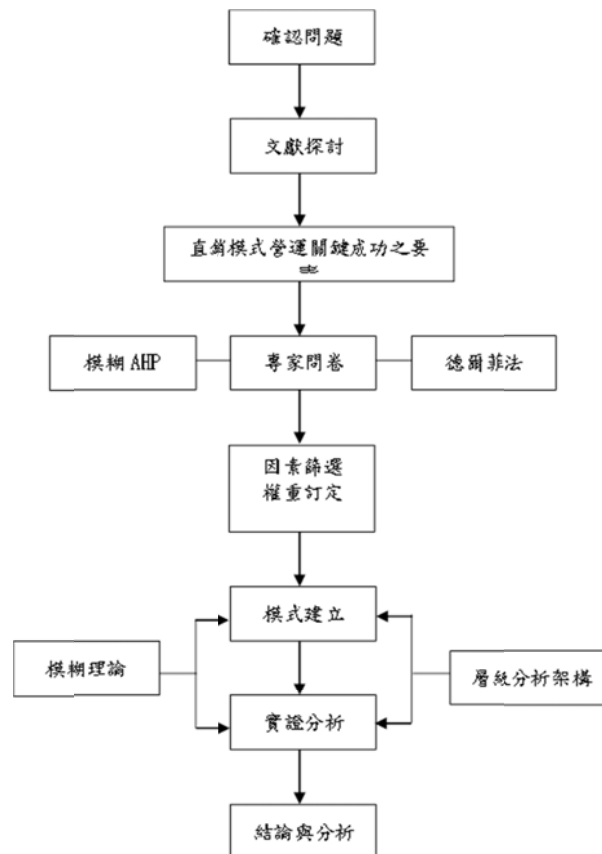 確認問題
文獻探討
直銷模式營運關鍵成功之要
模糊 AHP
專家問卷
德爾菲法
因素篩選
權重訂定
模式建立
模糊理論
層級分析架構
實證分析
結論與分析